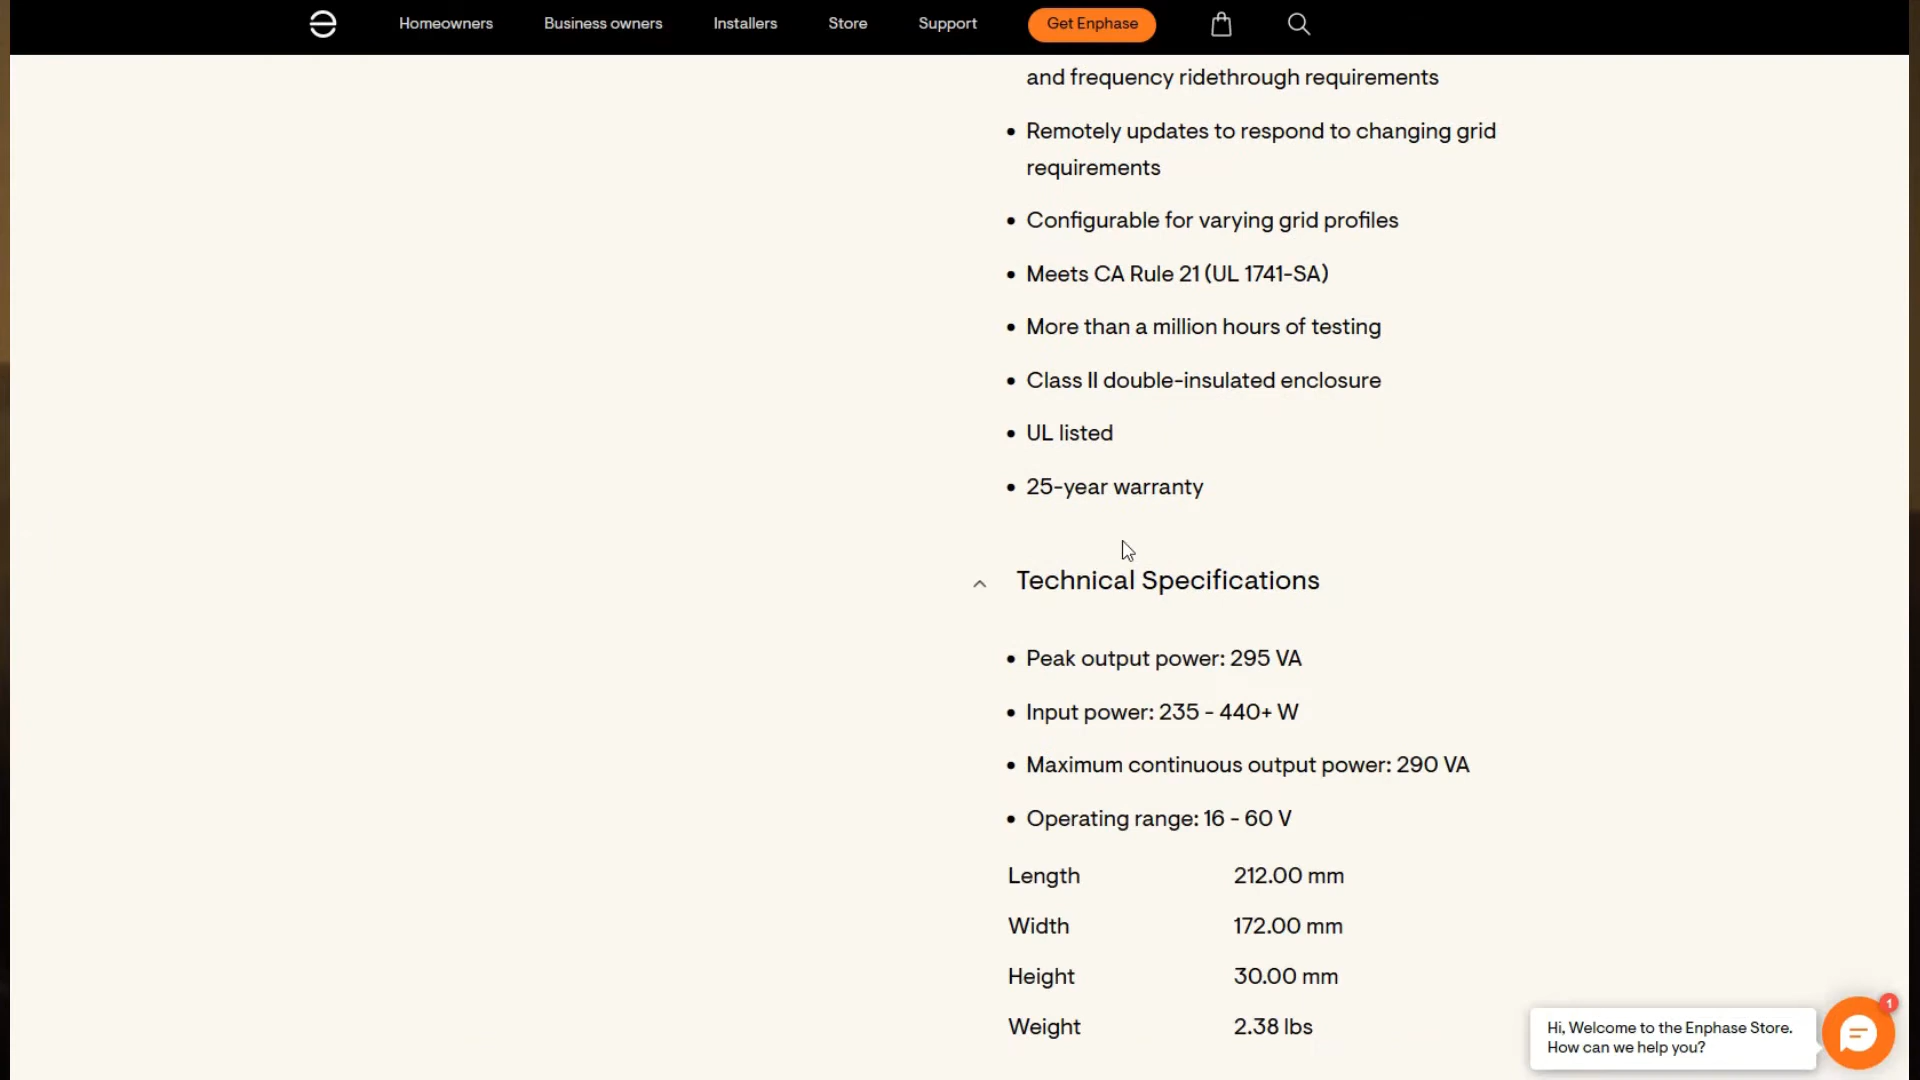 Homeowners
Business owners
Installers
Store
Support
Get Enphase
and frequency ridethrough requirements
• Remotely updates to respond to changing grid
requirements
• Configurable for varying grid profiles
• Meets CA Rule 21 (UL 1741-SA)
• More than a million hours of testing
• Class II double-insulated enclosure
• UL listed
• 25-year warranty
Technical Specifications
• Peak output power: 295 VA
• Input power: 235 - 440+ W
• Maximum continuous output power: 290 VA
• Operating range: 16 - 60 V
Length 212.00 mm
Width 172.00 mm
Height 30.00 mm
Weight 2.38 lbs
Hi, Welcome to the Enphase Store.
How can we help you?
1